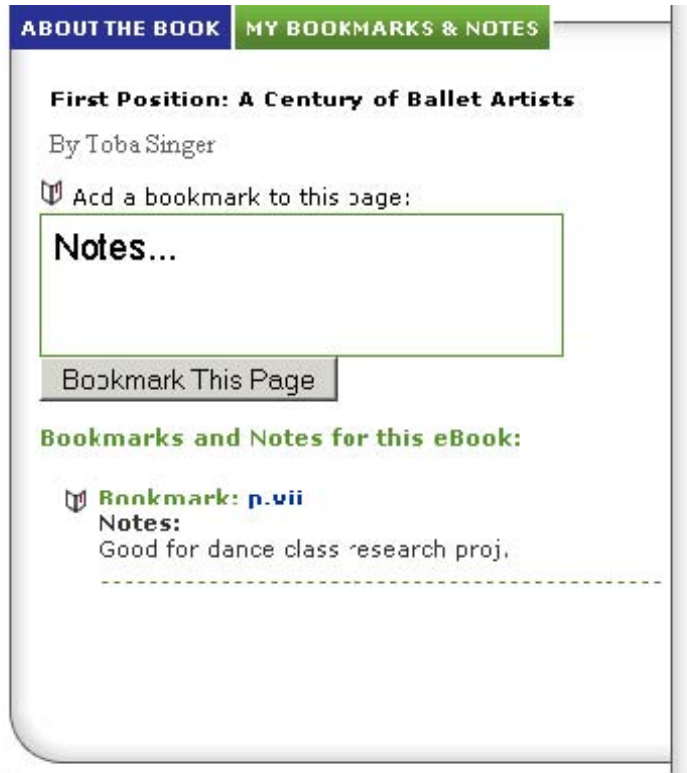 ABOUT THE BOOK MY BOOKMARKS & NOTES
First Position: A Century of Ballet Artists
By Toba Singer
Add a bookmark to this page:
Notes...
Bookmark This Page
Bookmarks and Notes for this eBook:
Bookmark: p.vii
Notes:
Good for dance class research proj.